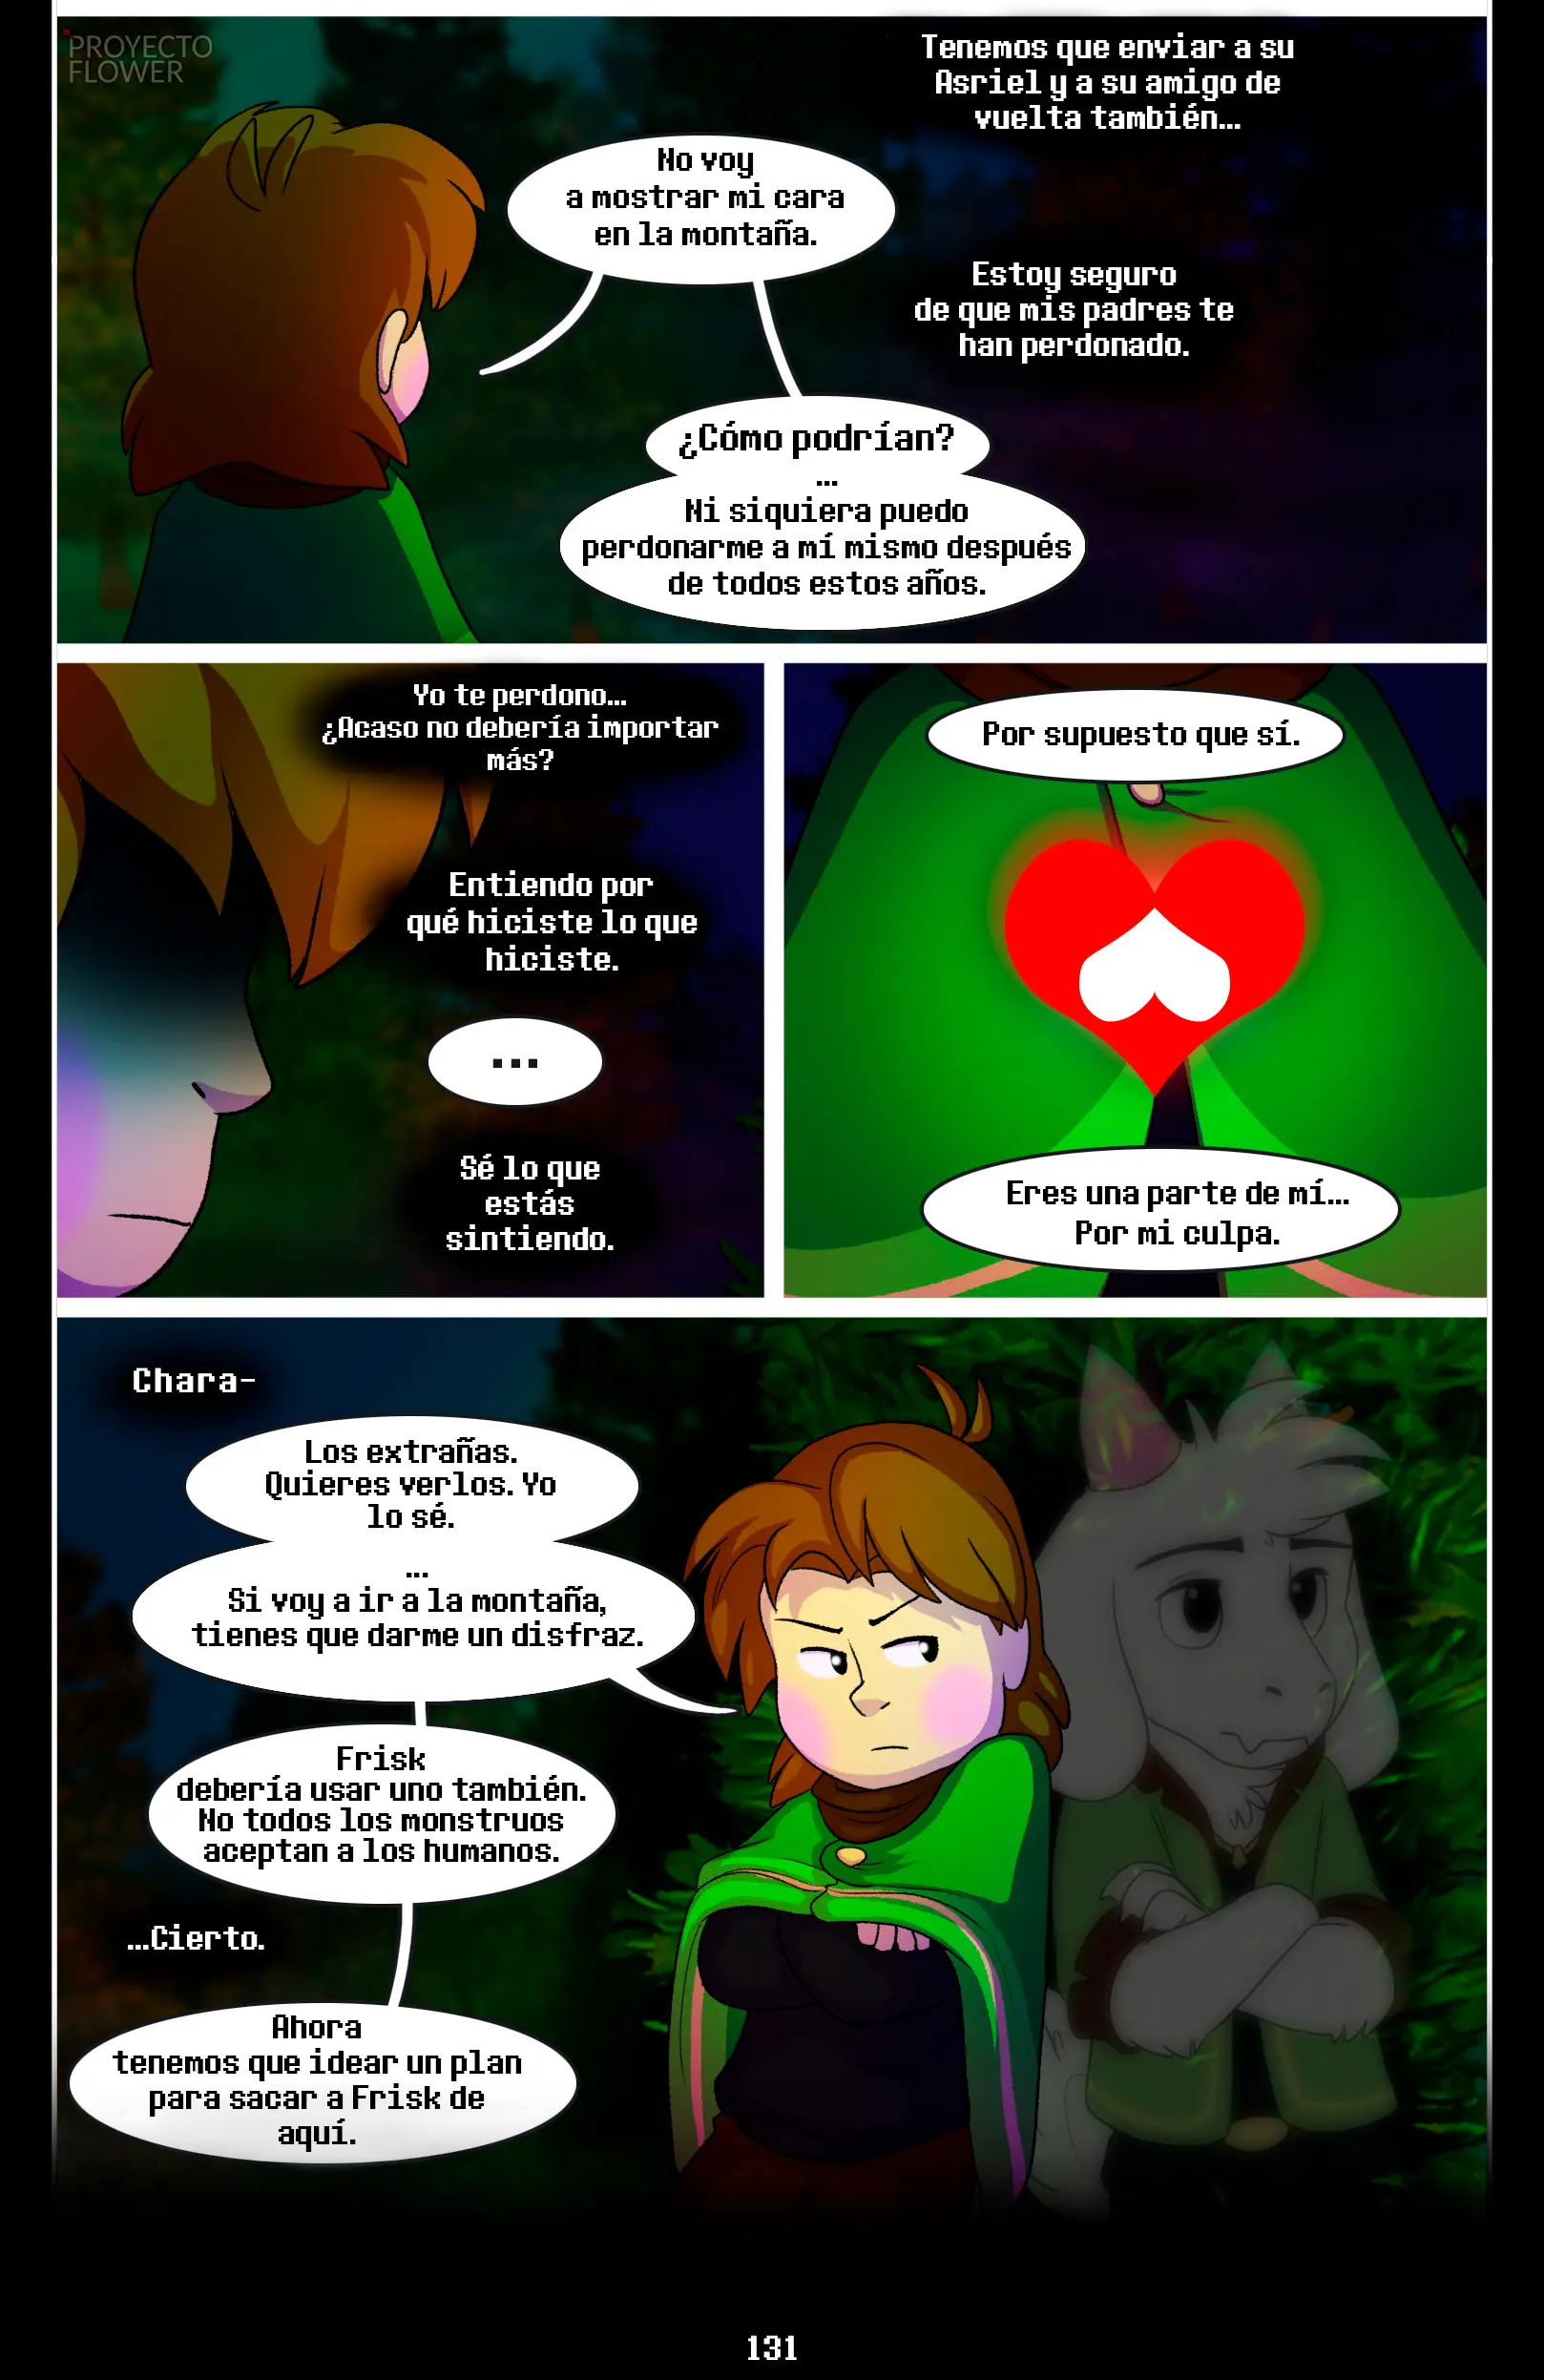 PROYECTO
FLOWER
Tenemos que enviar a su
Asriel y a su amigo de
vuelta también...
No voy
a mostrar mi cara
en la montaña.
Estoy seguro
de que mis padres te
han perdonado.
¿Cómo podrían?
...
Ni siquiera puedo
perdonarme a mí mismo después
de todos estos años.
Yo te perdono...
¿Acaso no debería importar
más?
Entiendo por
qué hiciste lo que
hiciste.
...
Sé lo que
estás
sintiendo.
Por supuesto que sí.
Eres una parte de mí...
Por mi culpa.
Chara-
Los extrañas.
Quieres verlos. Yo
lo sé.
...
Si voy a ir a la montaña,
tienes que darme un disfraz.
Frisk
debería usar uno también.
No todos los monstruos
aceptan a los humanos.
...Cierto.
Ahora
tenemos que idear un plan
para sacar a Frisk de
aquí.
131